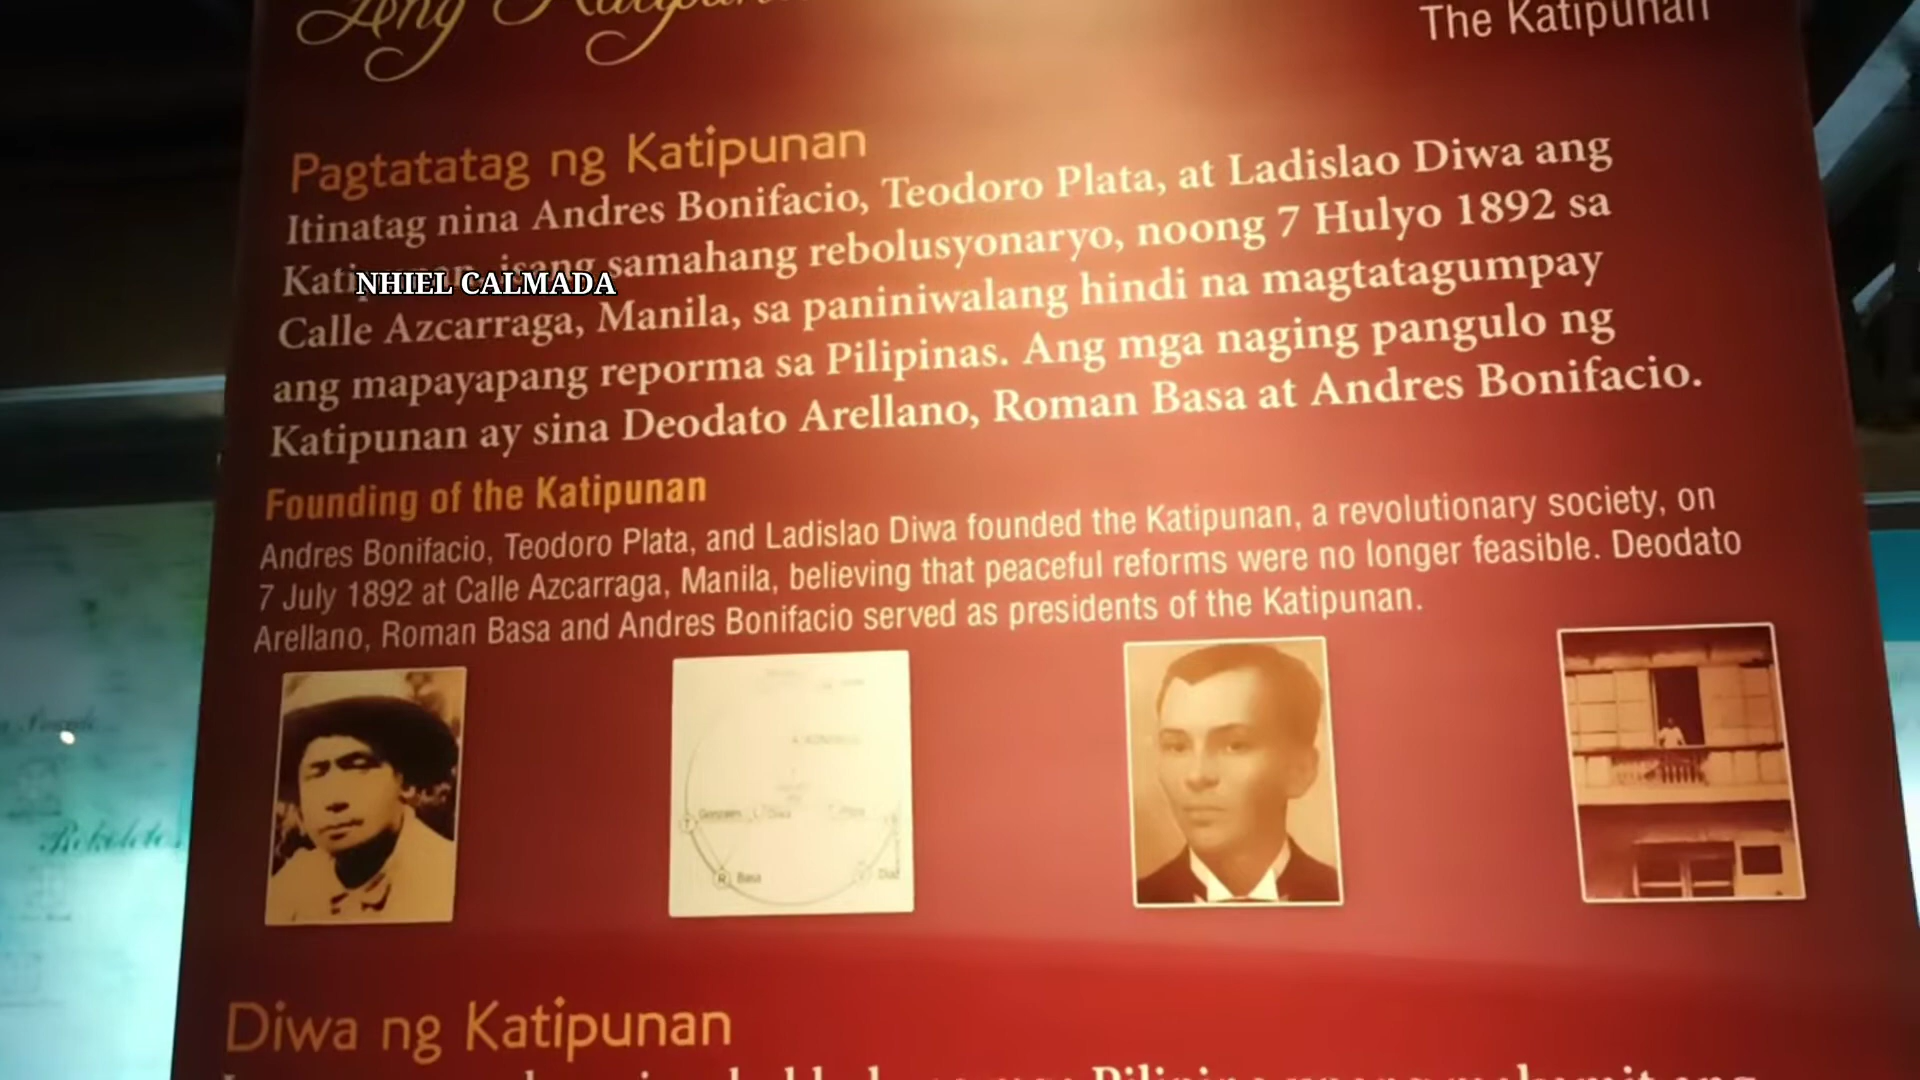 Ang
The Katipunan
Pagtatatag ng Katipunan
Itinatag nina Andres Bonifacio, Teodoro Plata, at Ladislao Diwa ang
isang samahang rebolusyonaryo, noong 7 Hulyo 1892 sa
NHIEL CALMADA
Calle Azcarraga, Manila, sa paniniwalang hindi na magtatagumpay
ang mapayapang reporma sa Pilipinas. Ang mga naging pangulo ng
Katipunan ay sina Deodato Arellano, Roman Basa at Andres Bonifacio.
Founding of the Katipunan
Andres Bonifacio, Teodoro Plata, and Ladislao Diwa founded the Katipunan, a revolutionary society, on
7 July 1892 at Calle Azcarraga, Manila, believing that peaceful reforms were no longer feasible. Deodato
Arellano, Roman Basa and Andres Bonifacio served as presidents of the Katipunan.
R Basa
Diwa ng Katipunan